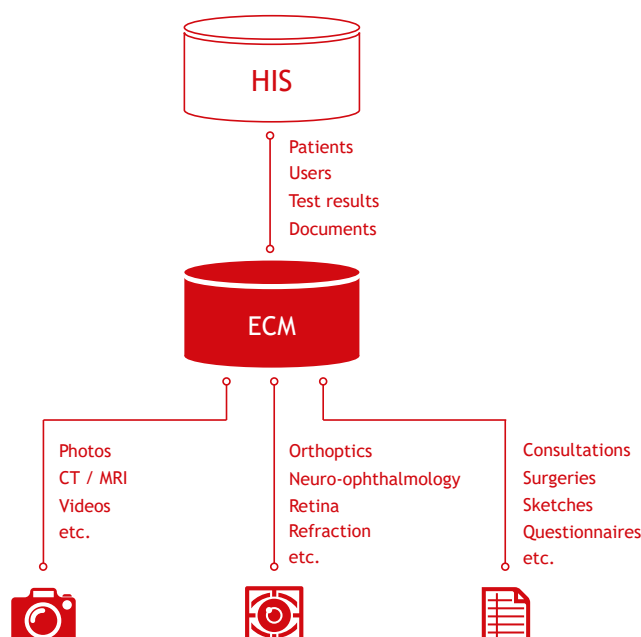 HIS
Patients
Users
Test results
Documents
ECM
Photos
CT / MRI
Videos
etc.
Orthoptics
Neuro-ophthalmology
Retina
Refraction
etc.
Consultations
Surgeries
Sketches
Questionnaires
etc.